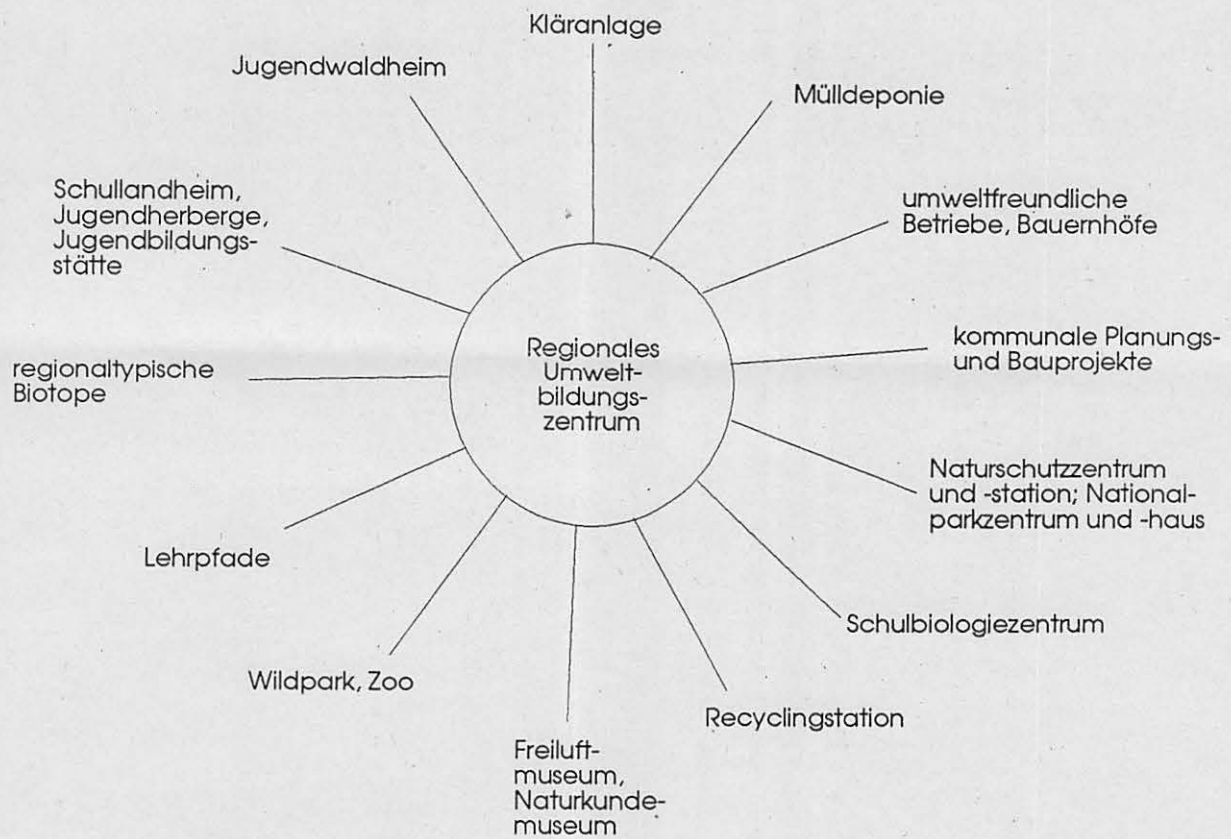 Kläranlage
Jugendwaldheim
Mülldeponie
Schullandheim,
Jugendherberge,
Jugendbildungs-
stätte
umweltfreundliche
Betriebe, Bauernhöfe
regionaltypische
Biotope
Regionales
Umwelt-
bildungs-
zentrum
kommunale Planungs-
und Bauprojekte
Naturschutzzentrum
und -station; National-
parkzentrum und -haus
Lehrpfade
Schulbiologiezentrum
Wildpark, Zoo
Recyclingstation
Freiluft-
museum,
Naturkunde-
museum